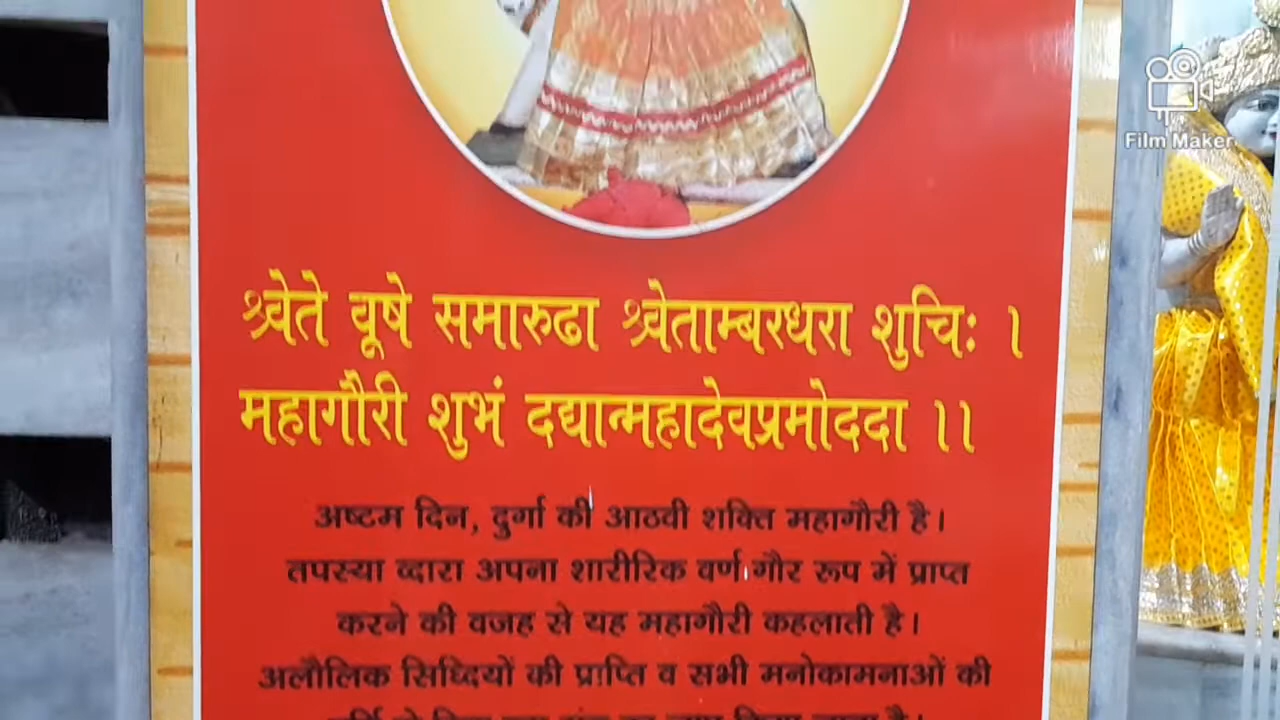 Film Maker
श्वेते वूषे समारुढा श्वेताम्बरधरा शुचिः ।
महागौरी शुभं दद्यान्महादेवप्रमोददा ।।
अष्टम दिन, दुर्गा की आठवी शक्ति महागौरी है।
तपस्या व्दारा अपना शारीरिक वर्ण गौर रूप में प्राप्त
करने की वजह से यह महागौरी कहलाती है।
अलौलिक सिध्दियों की प्राप्ति व सभी मनोकामनाओं की